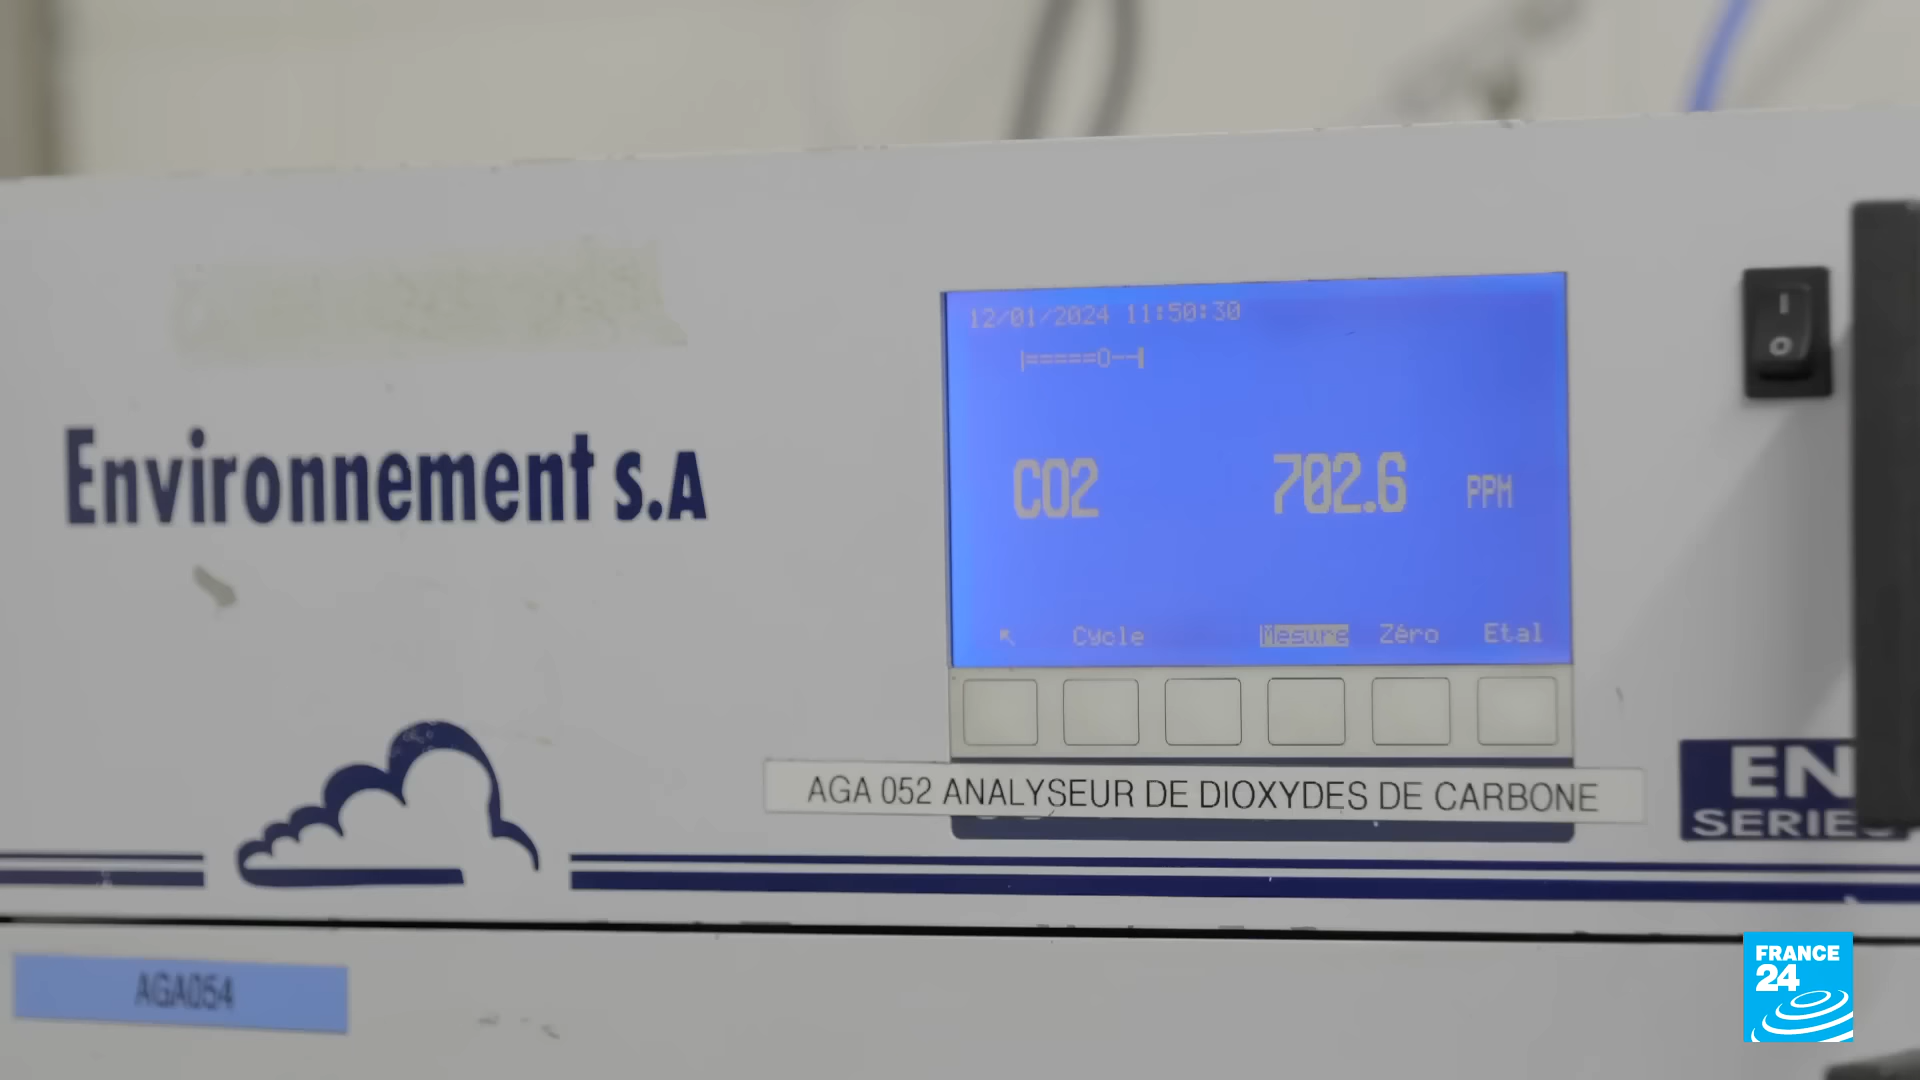 Environnement s.A
12/01/2024 11:50:30
|=====O--|
CO2 702.6 PPM
Cycle Mesure Zéro Etal
I
O
AGA 052 ANALYSEUR DE DIOXYDES DE CARBONE
EN
SERIE
AGA054
FRANCE
24